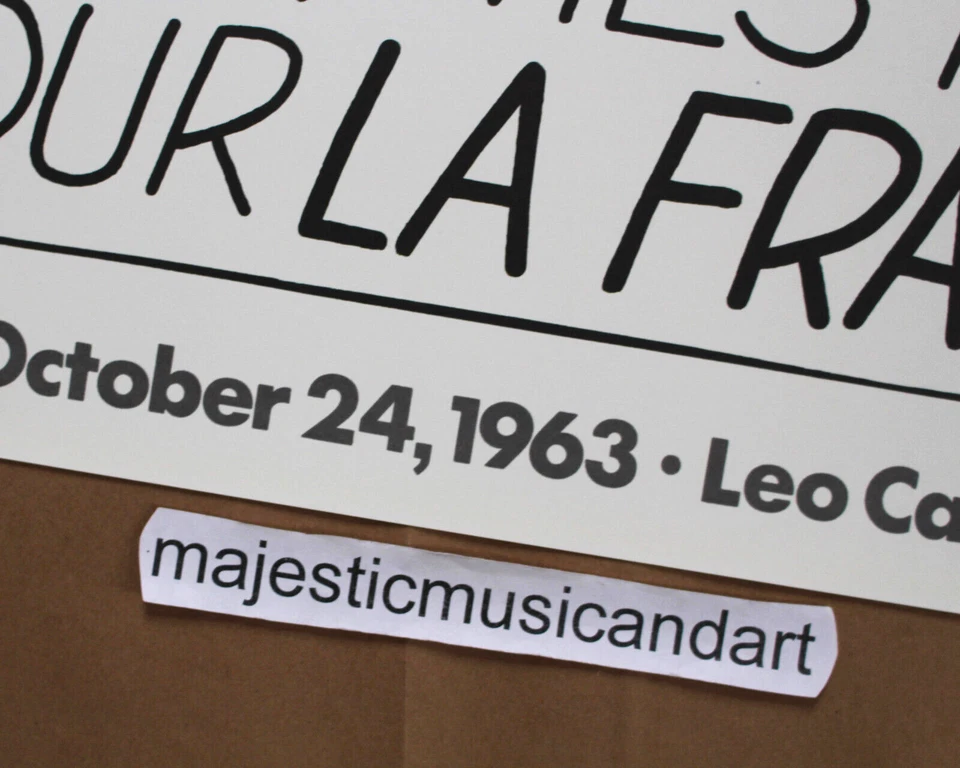 OUR LA FRA
October 24, 1963 · Leo Ca
majesticmusicandart